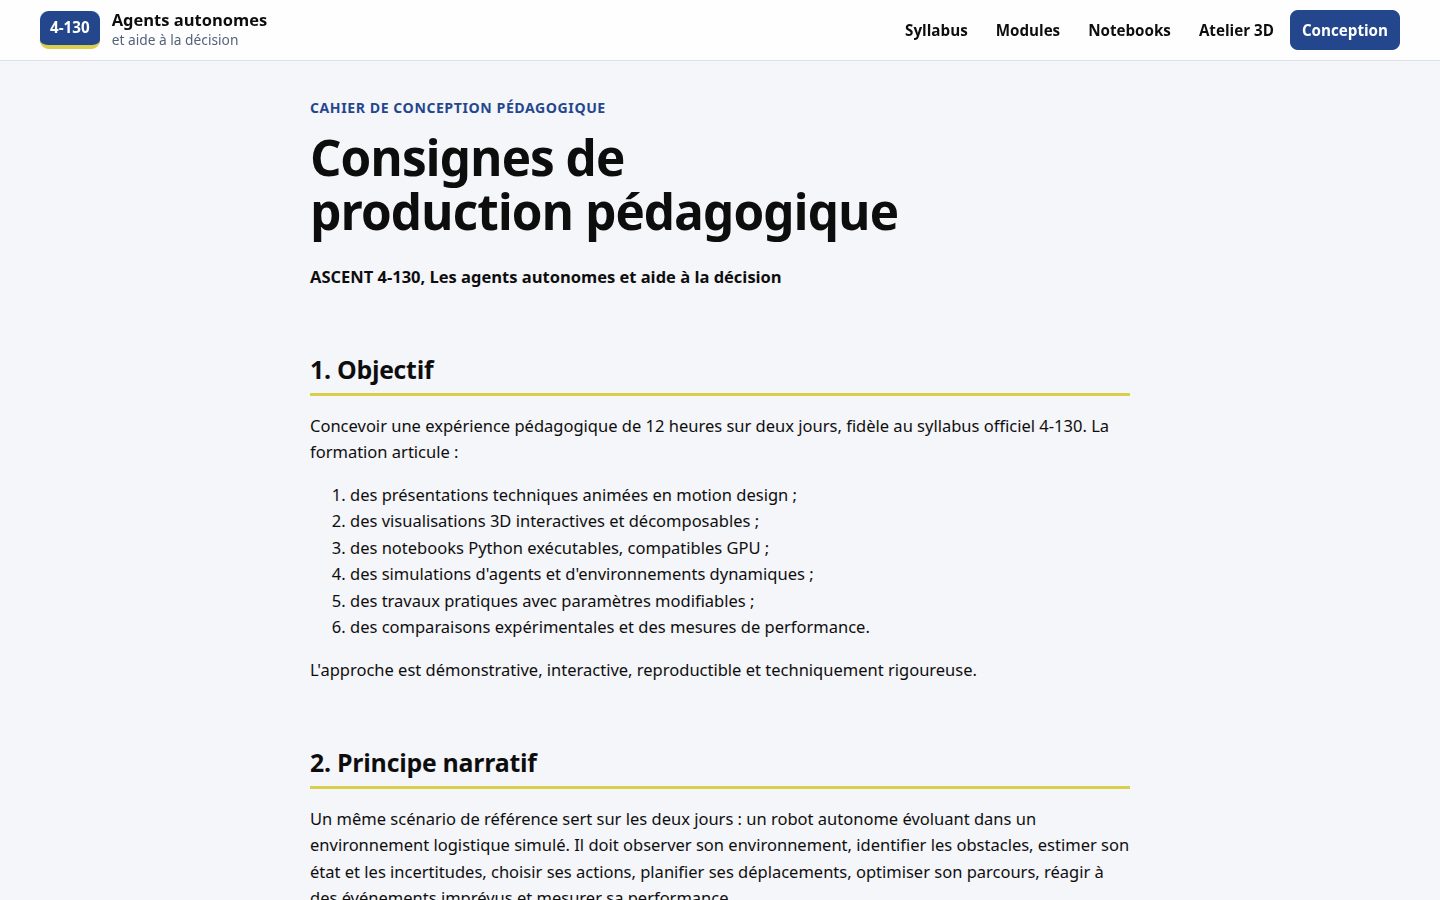 4-130
Agents autonomes
et aide à la décision
Syllabus
Modules
Notebooks
Atelier 3D
Conception
CAHIER DE CONCEPTION PÉDAGOGIQUE
Consignes de
production pédagogique
ASCENT 4-130, Les agents autonomes et aide à la décision
1. Objectif
Concevoir une expérience pédagogique de 12 heures sur deux jours, fidèle au syllabus officiel 4-130. La
formation articule :
1. des présentations techniques animées en motion design ;
2. des visualisations 3D interactives et décomposables ;
3. des notebooks Python exécutables, compatibles GPU ;
4. des simulations d'agents et d'environnements dynamiques ;
5. des travaux pratiques avec paramètres modifiables ;
6. des comparaisons expérimentales et des mesures de performance.
L'approche est démonstrative, interactive, reproductible et techniquement rigoureuse.
2. Principe narratif
Un même scénario de référence sert sur les deux jours : un robot autonome évoluant dans un
environnement logistique simulé. Il doit observer son environnement, identifier les obstacles, estimer son
état et les incertitudes, choisir ses actions, planifier ses déplacements, optimiser son parcours, réagir à
des événements imprévus et mesurer sa performance.